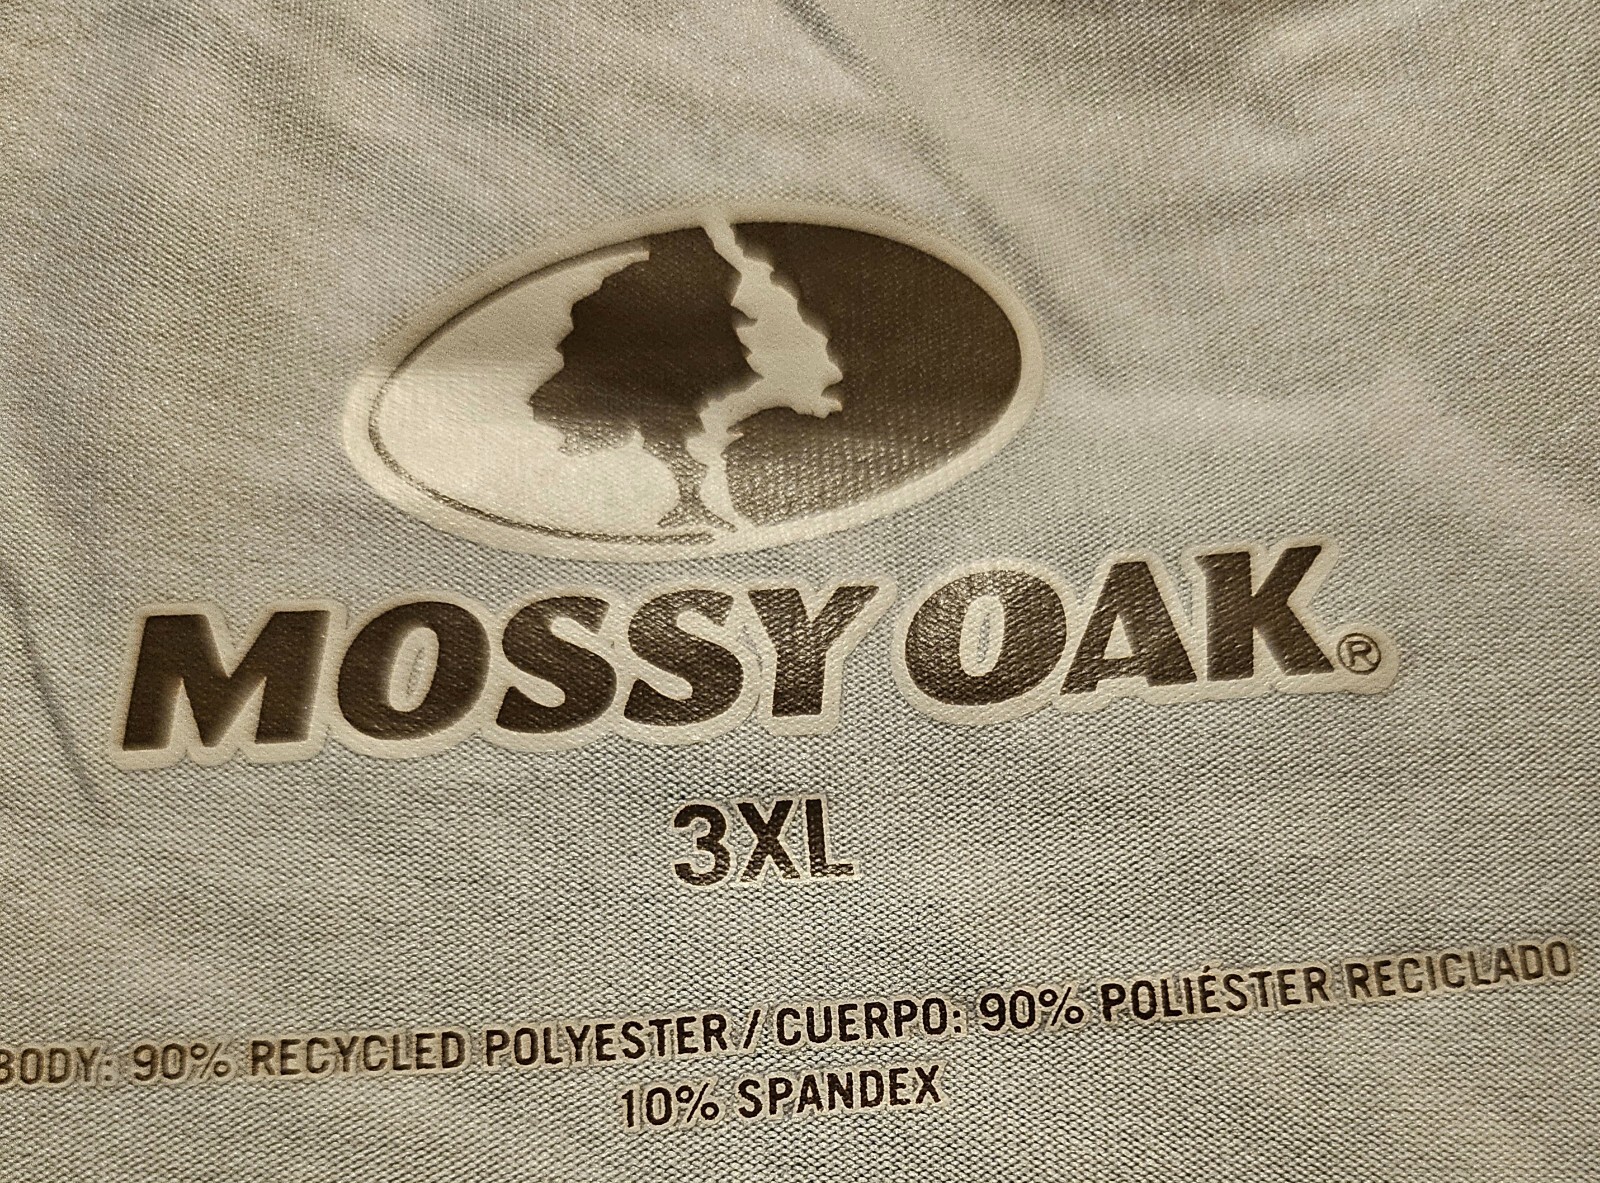 MOSSY OAK®
3XL
BODY: 90% RECYCLED POLYESTER / CUERPO: 90% POLIÉSTER RECICLADO
10% SPANDEX